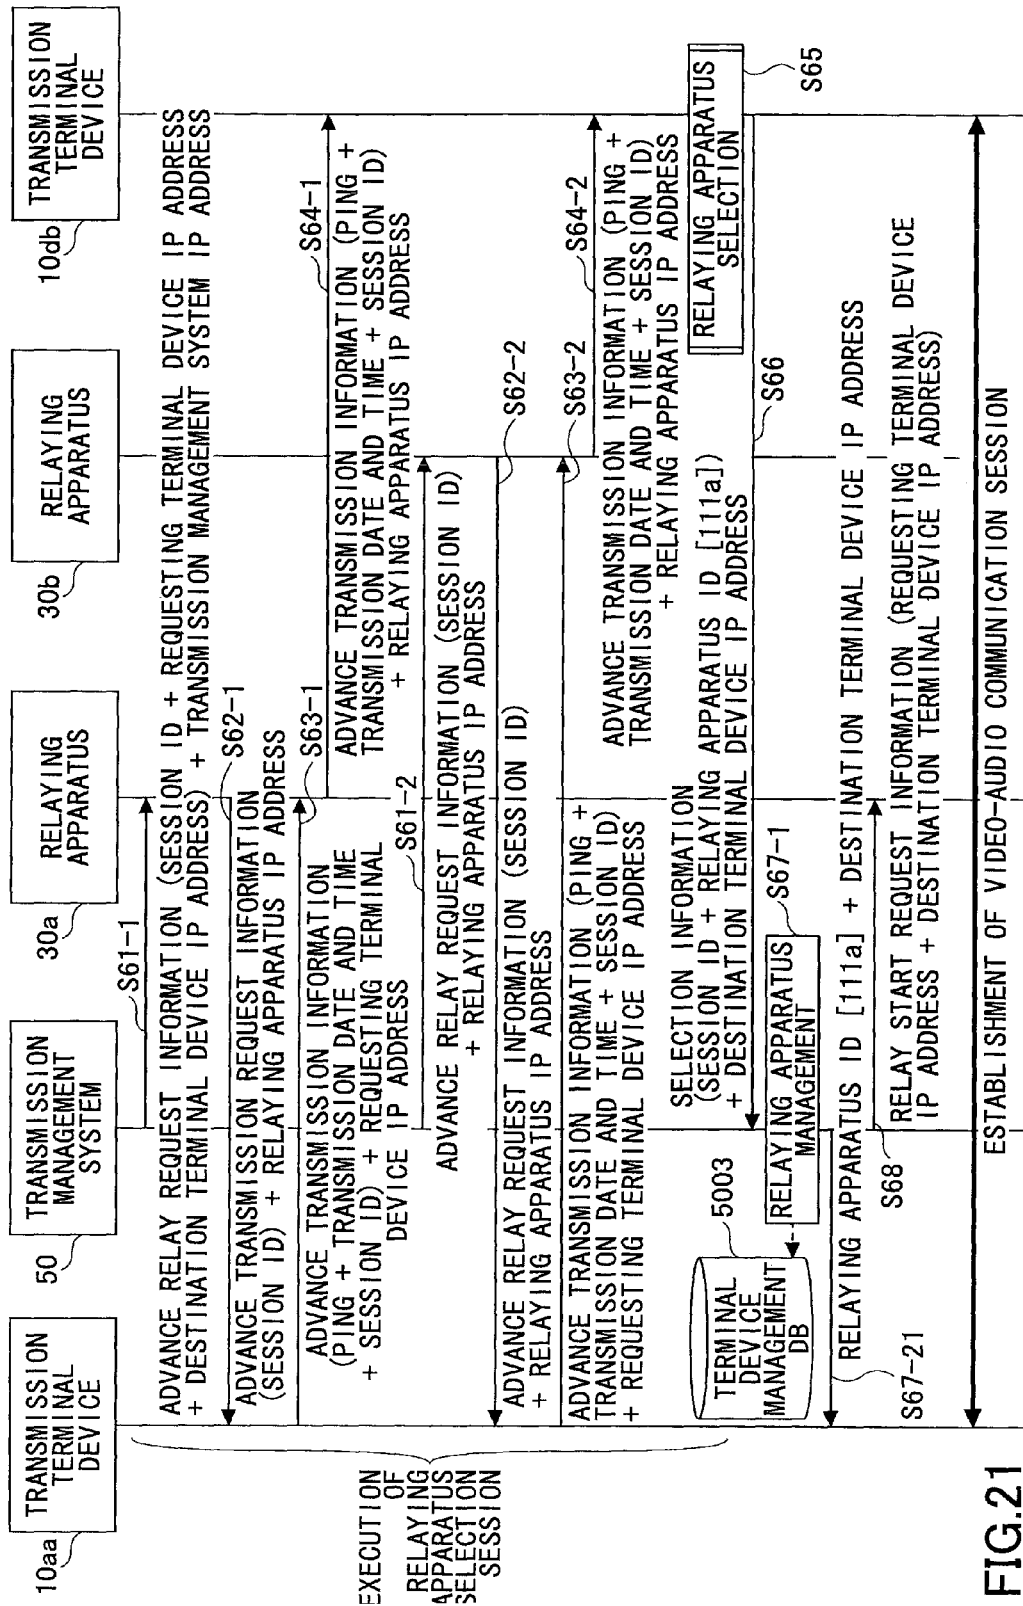 TRANSMISSION
TERMINAL
DEVICE
10aa
TRANSMISSION
MANAGEMENT
SYSTEM
50
RELAYING
APPARATUS
30a
RELAYING
APPARATUS
30b
TRANSMISSION
TERMINAL
DEVICE
10db
S61-1
ADVANCE RELAY REQUEST INFORMATION (SESSION ID + REQUESTING TERMINAL DEVICE IP ADDRESS
+ DESTINATION TERMINAL DEVICE IP ADDRESS) + TRANSMISSION MANAGEMENT SYSTEM IP ADDRESS
S62-1
ADVANCE TRANSMISSION REQUEST INFORMATION
(SESSION ID) + RELAYING APPARATUS IP ADDRESS
S63-1
ADVANCE TRANSMISSION INFORMATION
(PING + TRANSMISSION DATE AND TIME
+ SESSION ID) + REQUESTING TERMINAL
DEVICE IP ADDRESS
S64-1
ADVANCE TRANSMISSION INFORMATION (PING +
TRANSMISSION DATE AND TIME + SESSION ID)
+ RELAYING APPARATUS IP ADDRESS
S61-2
ADVANCE RELAY REQUEST INFORMATION (SESSION ID)
+ RELAYING APPARATUS IP ADDRESS
S62-2
ADVANCE RELAY REQUEST INFORMATION (SESSION ID)
+ RELAYING APPARATUS IP ADDRESS
S63-2
ADVANCE TRANSMISSION INFORMATION (PING +
TRANSMISSION DATE AND TIME + SESSION ID)
+ REQUESTING TERMINAL DEVICE IP ADDRESS
S64-2
ADVANCE TRANSMISSION INFORMATION (PING +
TRANSMISSION DATE AND TIME + SESSION ID)
+ RELAYING APPARATUS IP ADDRESS
RELAYING APPARATUS
SELECTION
S65
EXECUTION
OF
RELAYING
APPARATUS
SELECTION
SESSION
S66
SELECTION INFORMATION
(SESSION ID + RELAYING APPARATUS ID [111a])
+ DESTINATION TERMINAL DEVICE IP ADDRESS
5003
TERMINAL
DEVICE
MANAGEMENT
DB
RELAY APPARATUS
MANAGEMENT
S67-1
RELAYING APPARATUS ID [111a] + DESTINATION TERMINAL DEVICE IP ADDRESS
S67-21
S68
RELAY START REQUEST INFORMATION (REQUESTING TERMINAL DEVICE
IP ADDRESS + DESTINATION TERMINAL DEVICE IP ADDRESS)
ESTABLISHMENT OF VIDEO-AUDIO COMMUNICATION SESSION
FIG.21